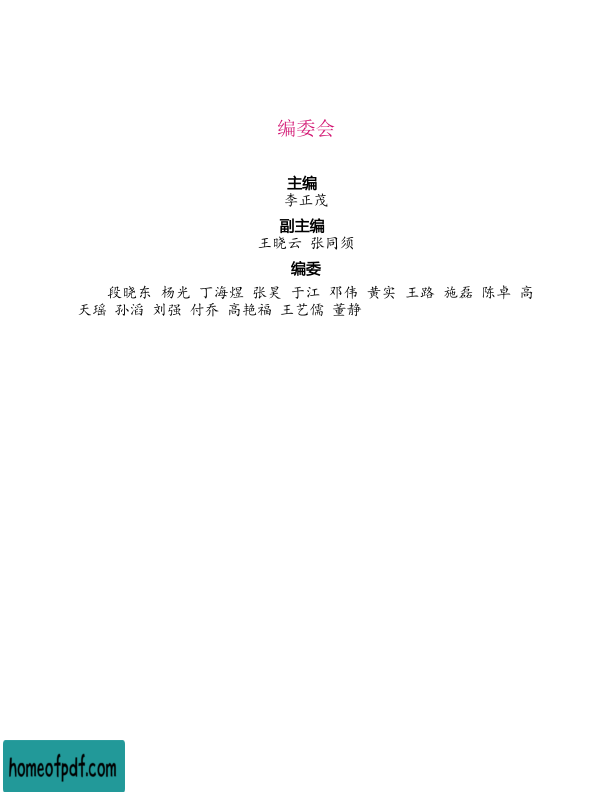 编委会
主编
李正茂
副主编
王晓云 张同须
编委
段晓东 杨光 丁海煜 张昊 于江 邓伟 黄实 王路 施磊 陈卓 高
天瑶 孙滔 刘强 付乔 高艳福 王艺儒 董静
homeofpdf.com